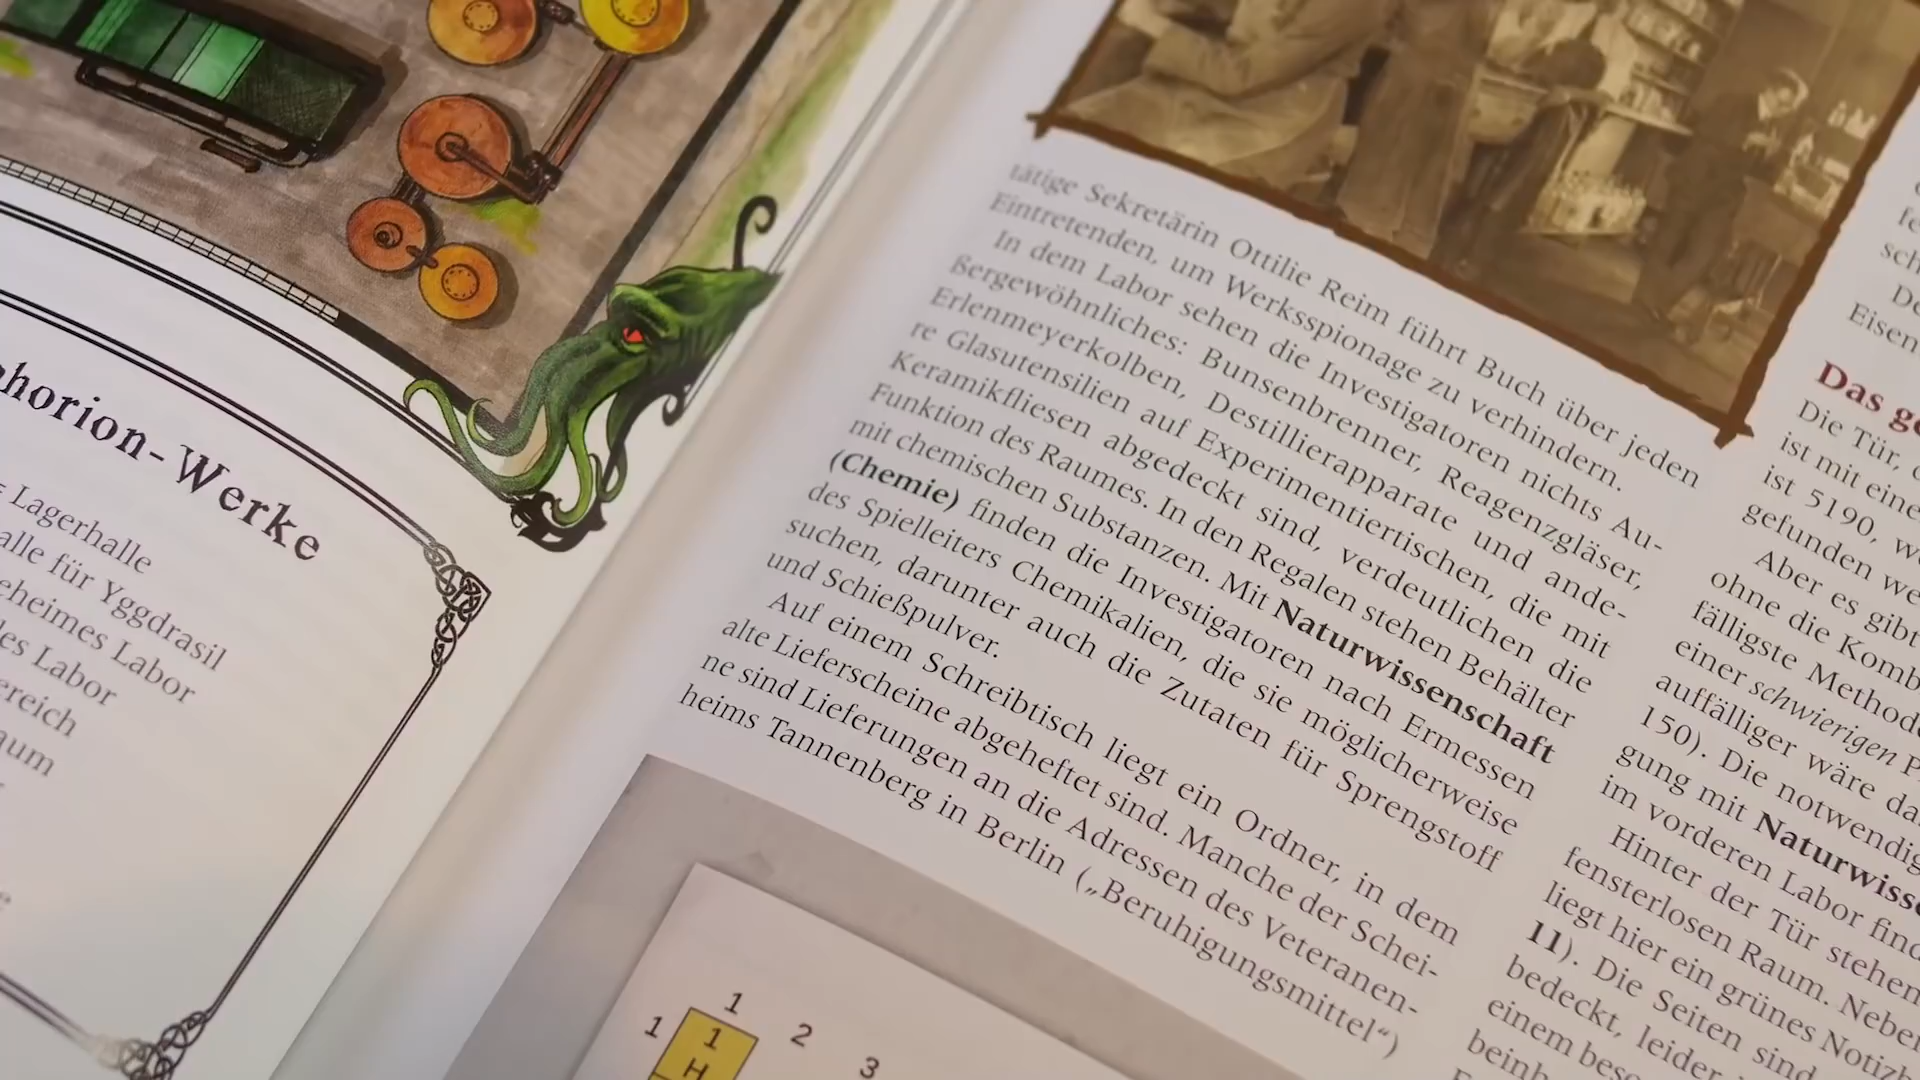 horion-Werke
Lagerhalle
alle für Yggdrasil
eheimes Labor
les Labor
ereich
aum
tätige Sekretärin Ottilie Reim führt Buch über jeden
Eintretenden, um Werksspionage zu verhindern.
In dem Labor sehen die Investigatoren nichts Au-
ßergewöhnliches: Bunsenbrenner, Reagenzgläser,
Erlenmeyerkolben, Destillierapparate und ande-
re Glasutensilien auf Experimentiertischen, die mit
Keramikfliesen abgedeckt sind, verdeutlichen die
Funktion des Raumes. In den Regalen stehen Behälter
mit chemischen Substanzen. Mit Naturwissenschaft
(Chemie) finden die Investigatoren nach Ermessen
des Spielleiters Chemikalien, die sie möglicherweise
suchen, darunter auch die Zutaten für Sprengstoff
und Schießpulver.
Auf einem Schreibtisch liegt ein Ordner, in dem
alte Lieferscheine abgeheftet sind. Manche der Schei-
ne sind Lieferungen an die Adressen des Veteranen-
heims Tannenberg in Berlin („Beruhigungsmittel“)
1
1 1 2
H 3
sch
De
Eisen
Das ge
Die Tür, d
ist mit eine
ist 5190, w
gefunden we
Aber es gibt
ohne die Komb
fälligste Method
einer schwierigen P
auffälliger wäre da
150). Die notwendig
gung mit Naturwisse
im vorderen Labor find
Hinter der Tür stehen
fensterlosen Raum. Nebe
liegt hier ein grünes Notizb
11). Die Seiten sind
bedeckt, leider
einem beso
beinh